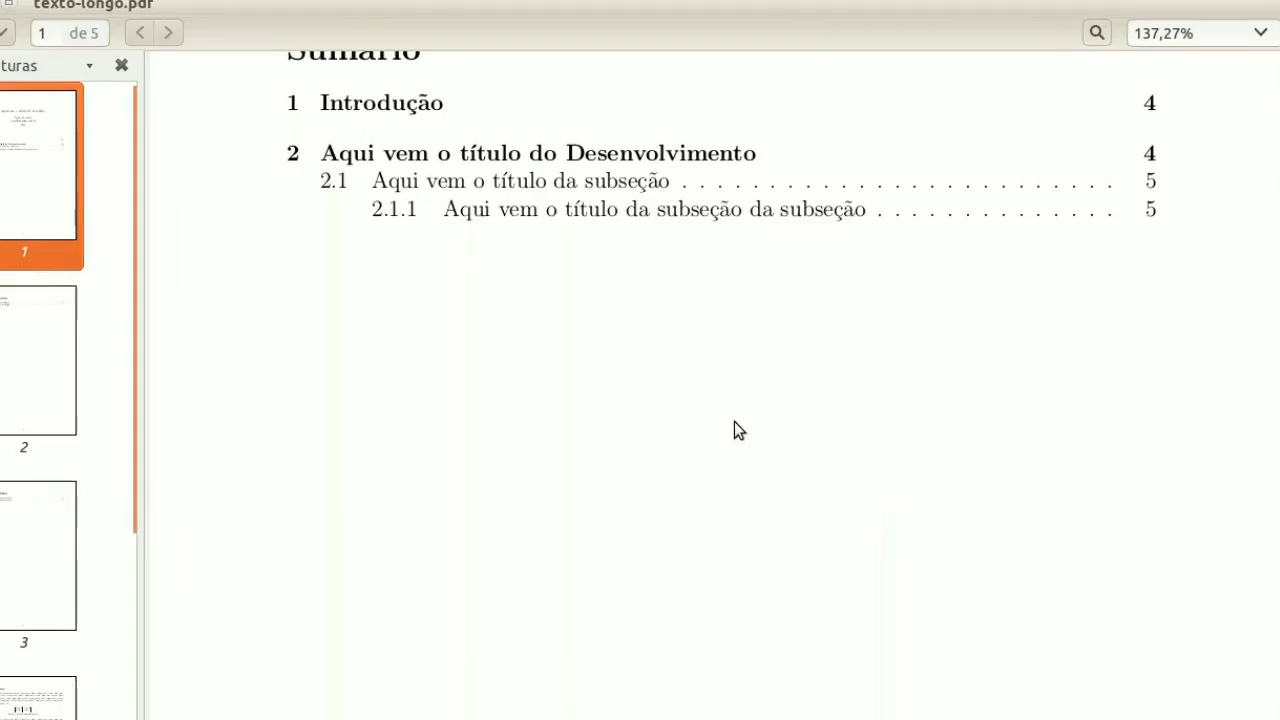 texto-longo.pdf
1 de 5
137,27%
turas
Sumário
1 Introdução 4
2 Aqui vem o título do Desenvolvimento 4
2.1 Aqui vem o título da subseção . . . . . . . . . . . . . . . . . . . . . . . . . 5
2.1.1 Aqui vem o título da subseção da subseção . . . . . . . . . . . . . . 5
1
2
3